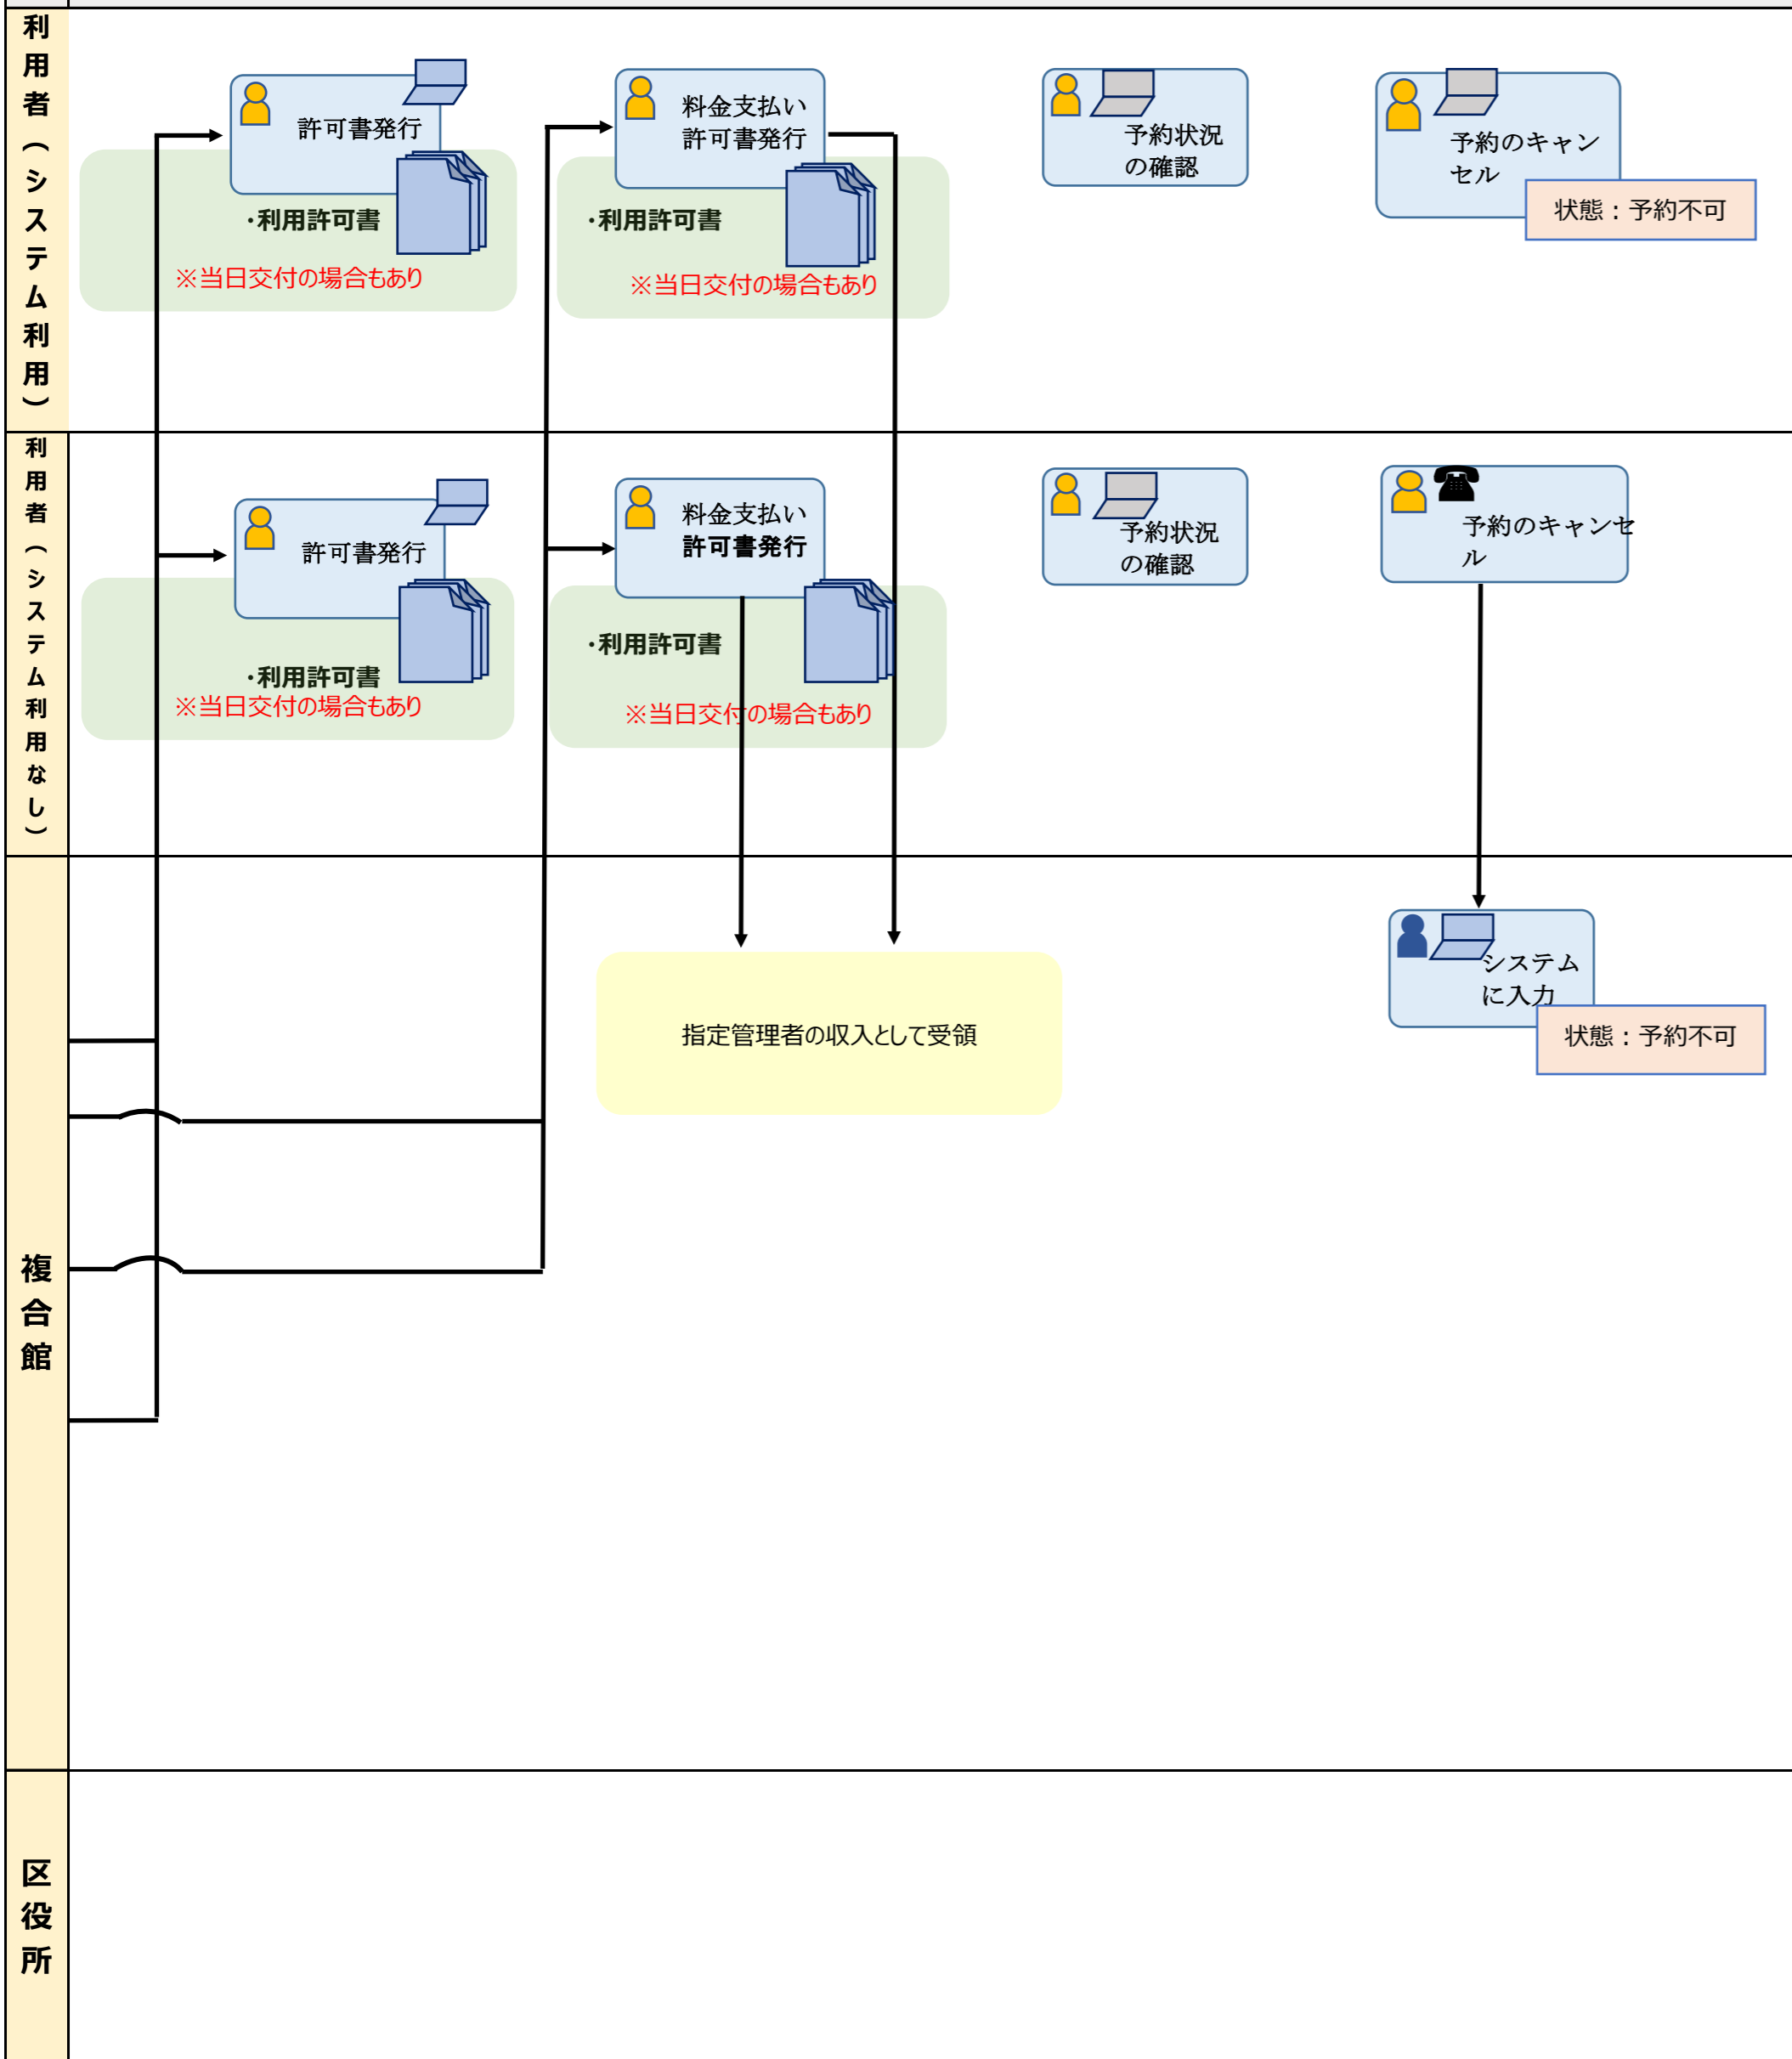 利用者（システム利用）
許可書発行
・利用許可書
※当日交付の場合もあり
料金支払い
許可書発行
・利用許可書
※当日交付の場合もあり
予約状況
の確認
予約のキャン
セル
状態：予約不可
利用者（システム利用なし）
許可書発行
・利用許可書
※当日交付の場合もあり
料金支払い
許可書発行
・利用許可書
※当日交付の場合もあり
予約状況
の確認
予約のキャンセ
ル
複合館
指定管理者の収入として受領
システム
に入力
状態：予約不可
区役所